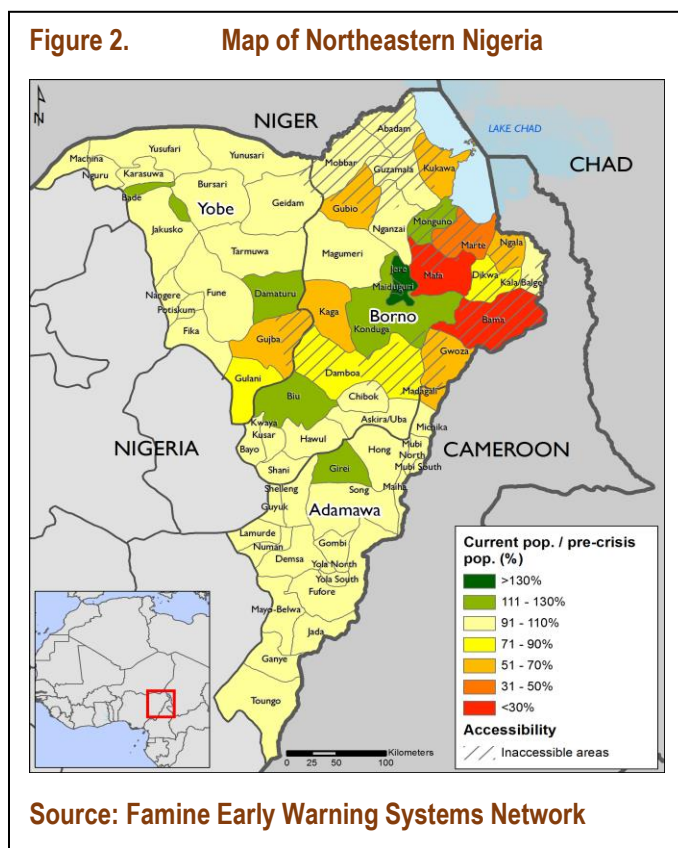 Figure 2. Map of Northeastern Nigeria
N
NIGER
LAKE CHAD
CHAD
Abadam
Yusufari
Machina
Yunusari
Mobbar
Kukawa
Nguru
Karasuwa
Guzamala
Bade
Bursari
Geidam
Gubio
Yobe
Monguno
Nganzai
Jakusko
Marte
Ngala
Tarmuwa
Magumeri
Jere
Mafa
Dikwa
Kala/Balge
Maiduguri
Nangere
Fune
Damaturu
Potiskum
Borno
Bama
Kaga
Konduga
Fika
Gujba
Gwoza
Gulani
Damboa
Madagali
Biu
Chibok
Askira/Uba
Michika
Kwaya
Kusar
NIGERIA
CAMEROON
Bayo
Hawul
Hong
Mubi
North
Mubi South
Shani
Girei
Maiha
Shelleng
Song
Guyuk
Adamawa
Lamurde
Gombi
Numan
Demsa
Yola North
Yola South
Fufore
Mayo-Belwa
Jada
Ganye
Toungo
Current pop. / pre-crisis
pop. (%)
>130%
111 - 130%
91 - 110%
71 - 90%
51 - 70%
31 - 50%
<30%
Accessibility
Inaccessible areas
Kilometers
0 25 50 100
Source: Famine Early Warning Systems Network